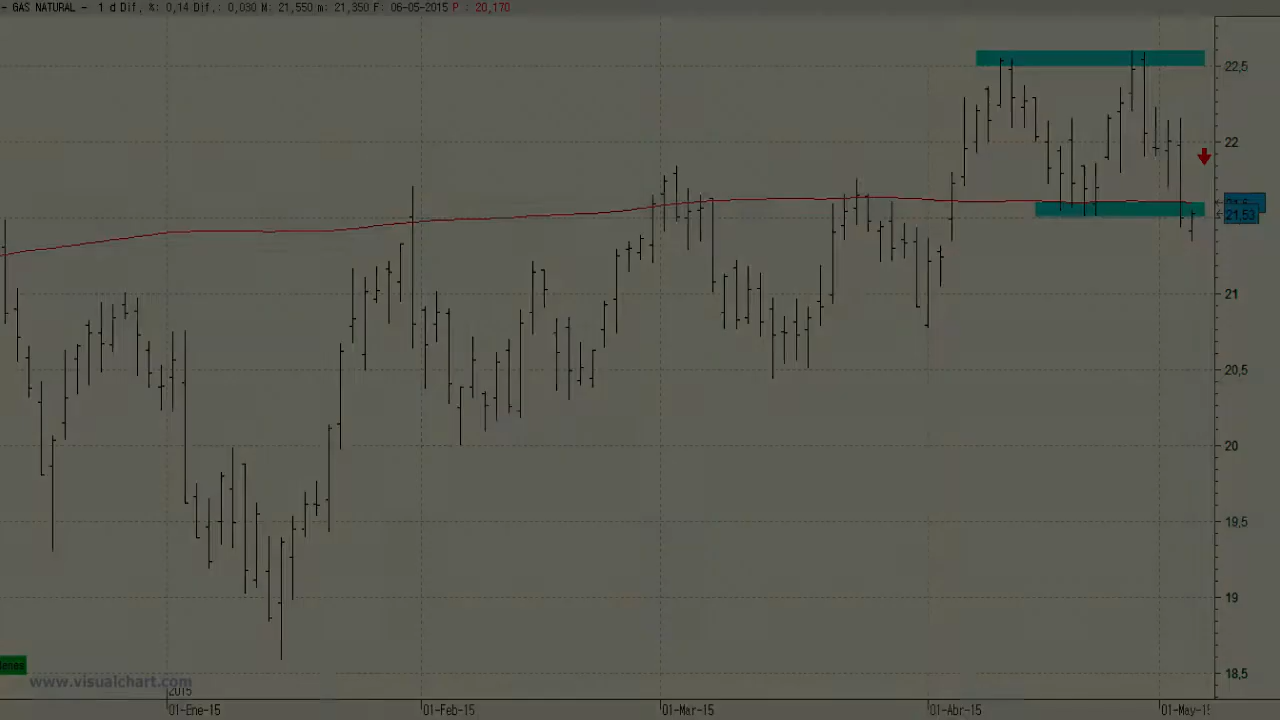 - GAS NATURAL - 1 d Dif, %: 0,14 Dif,: 0,030 M: 21,550 m: 21,350 F: 06-05-2015 P : 20,170
22,5
22
21,53
21
20,5
20
19,5
19
18,5
www.visualchart.com
2015
01-Ene-15
01-Feb-15
01-Mar-15
01-Abr-15
01-May-15